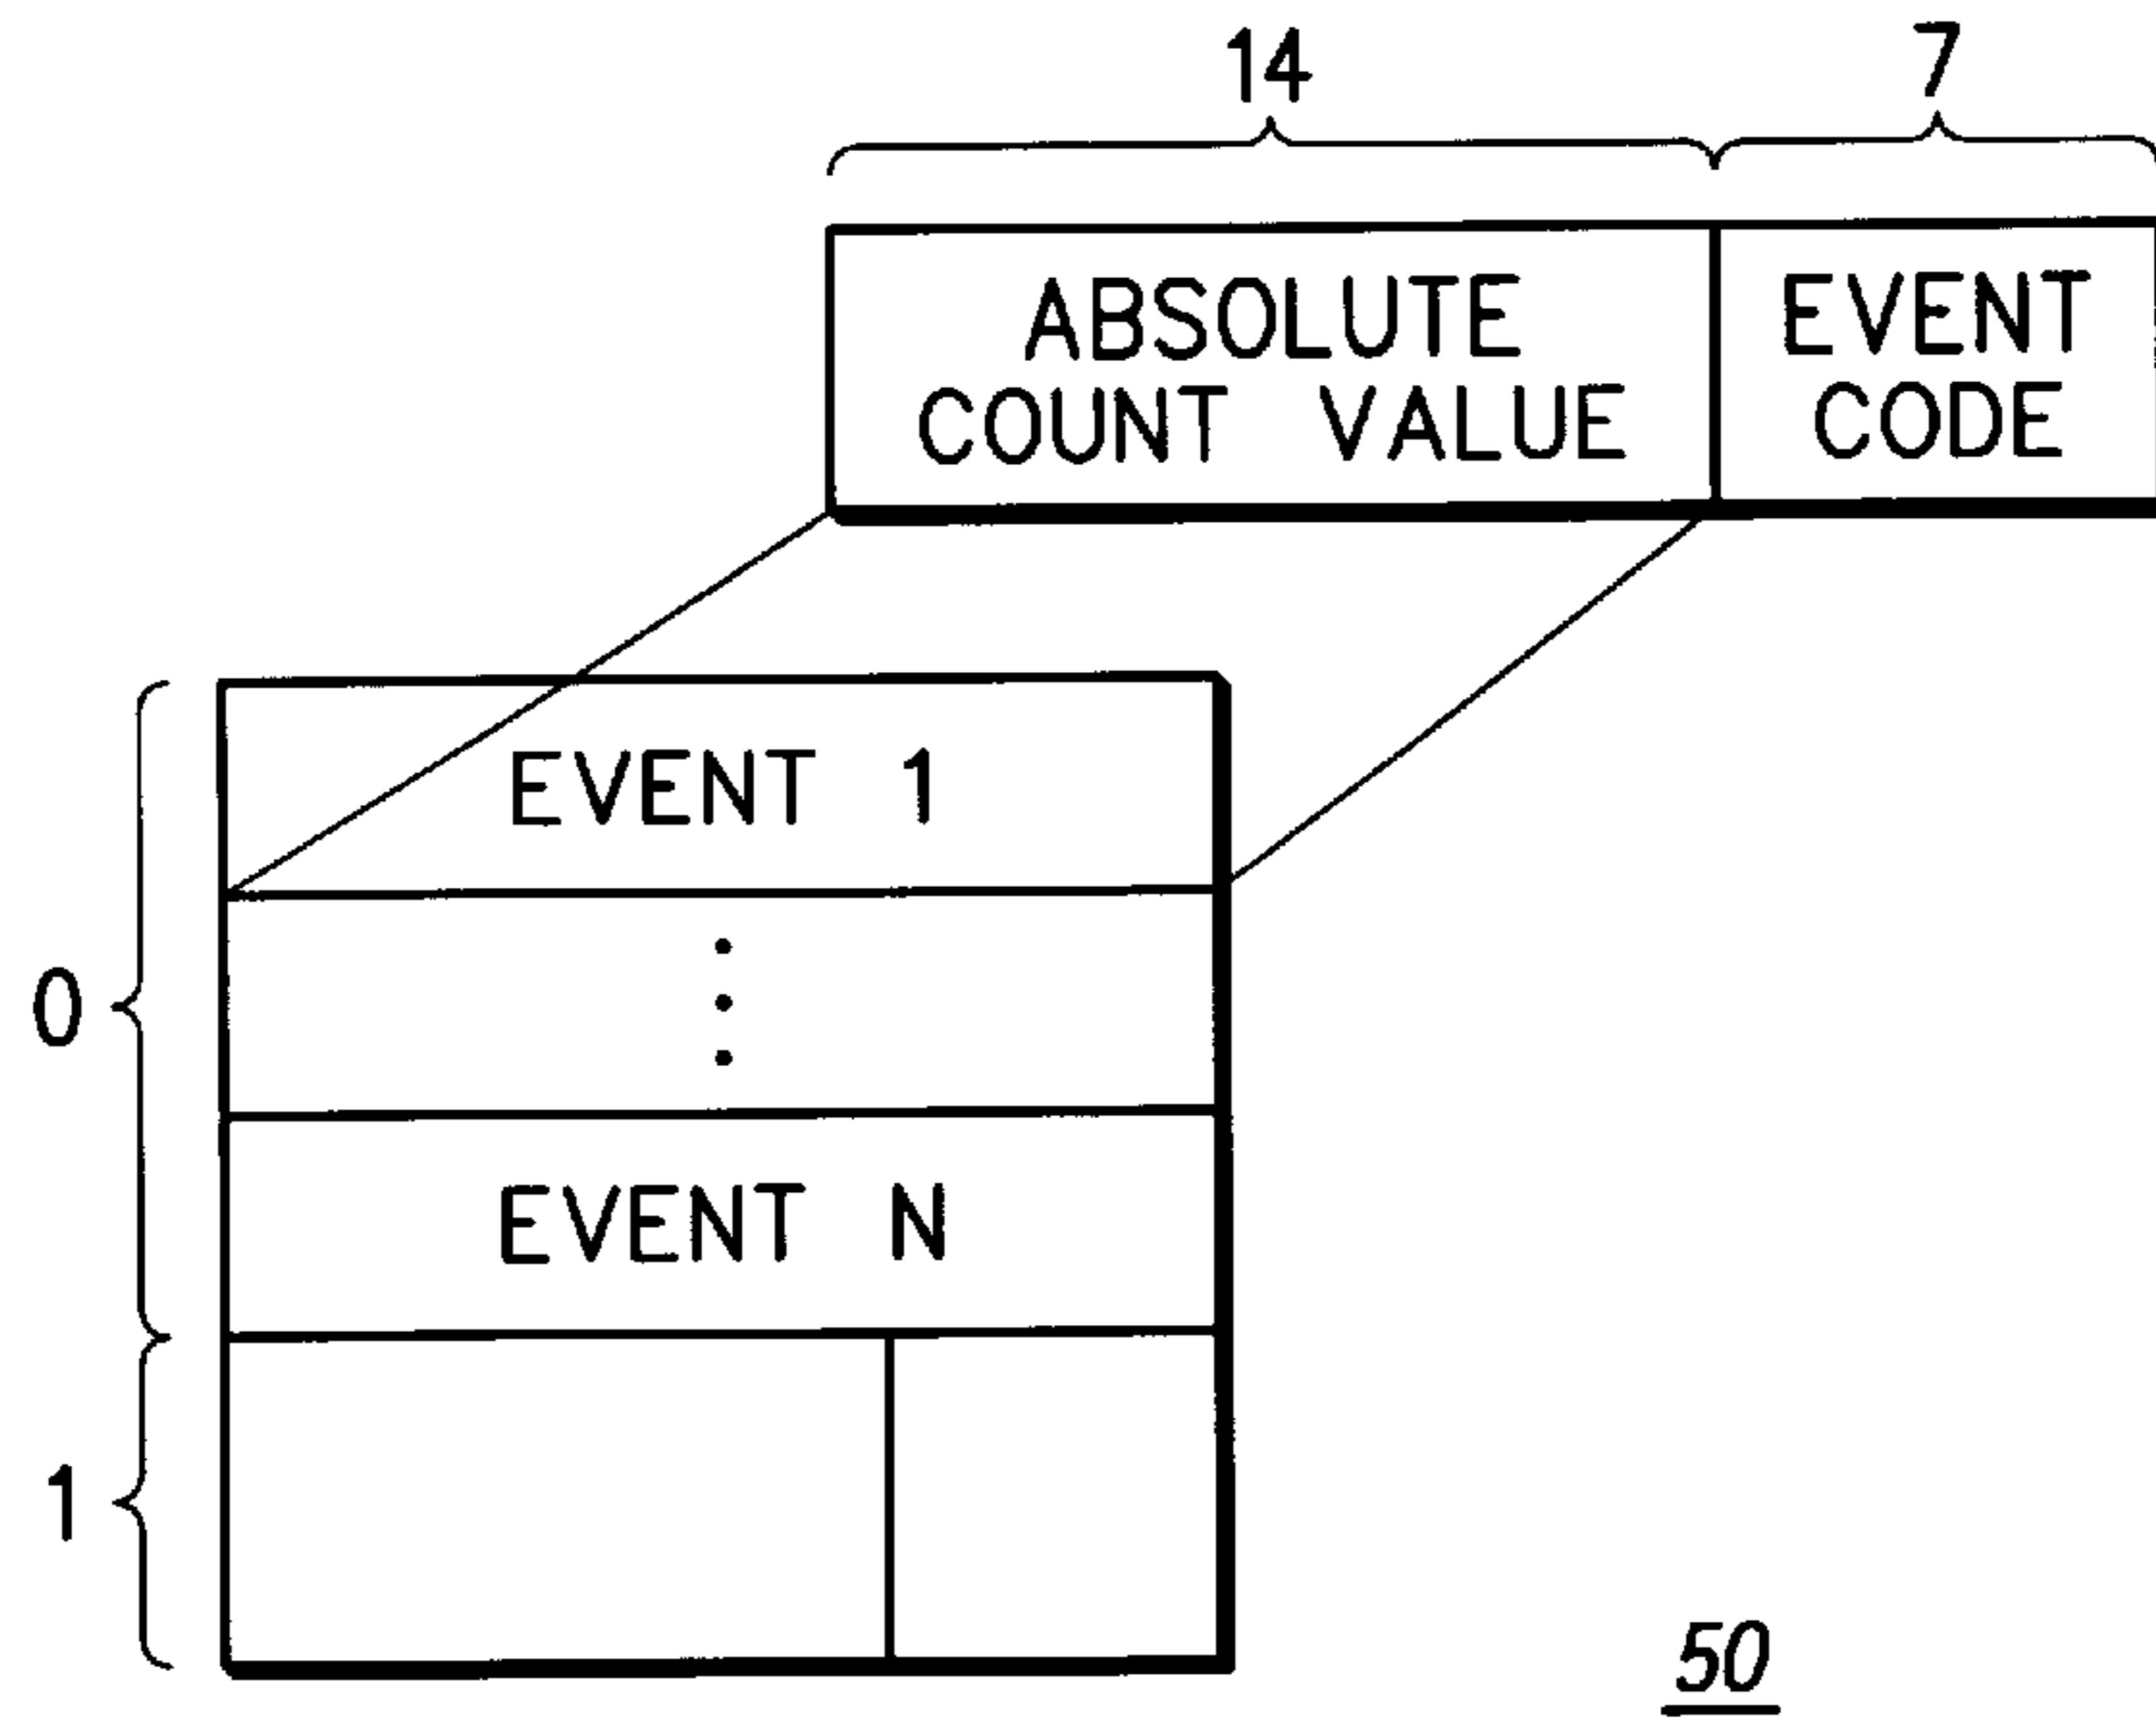 14 7
ABSOLUTE
COUNT VALUE
EVENT
CODE
EVENT 1
0
EVENT N
1
50